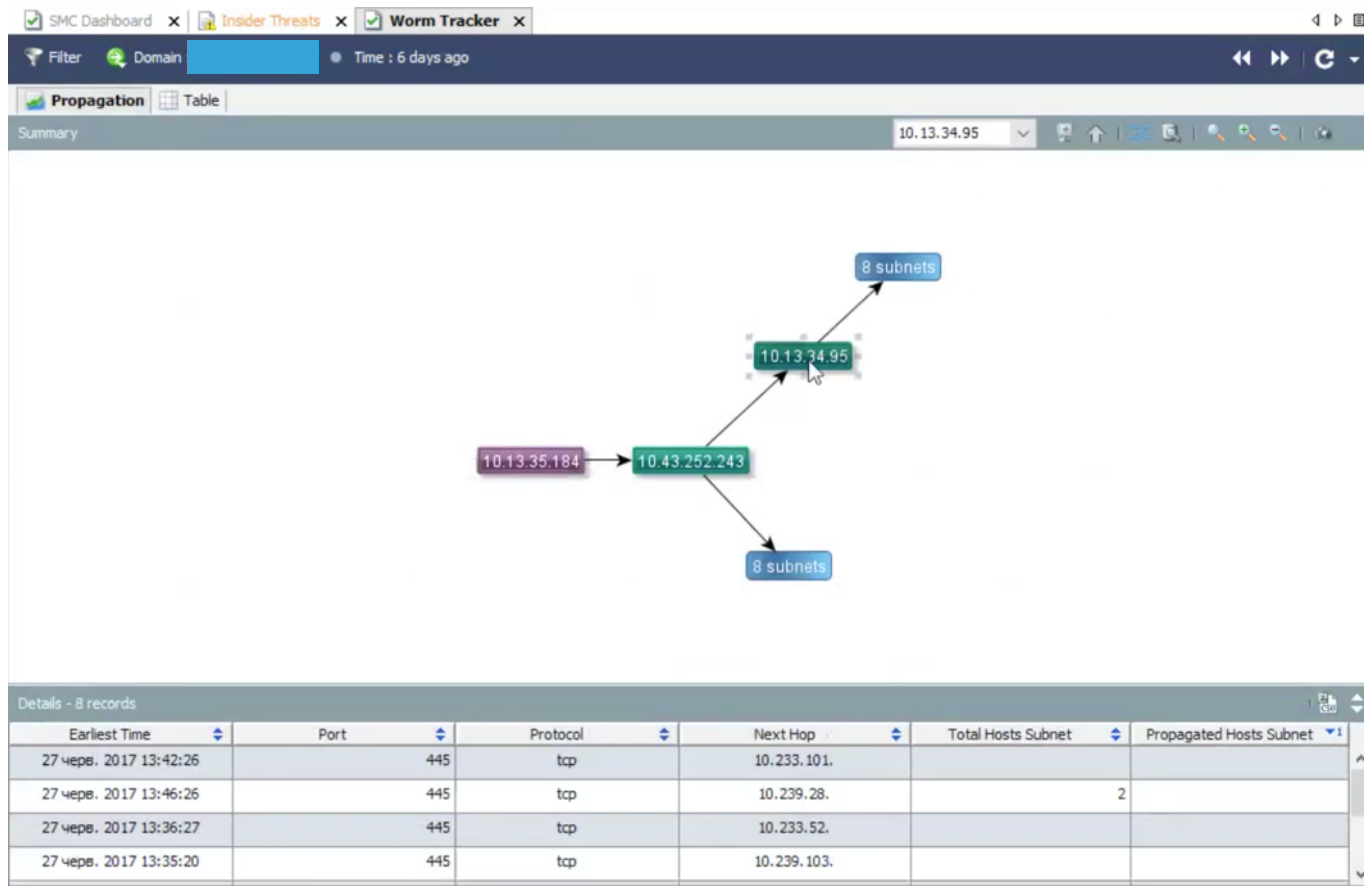 SMC Dashboard Insider Threats Worm Tracker
Filter Domain : Time : 6 days ago
Propagation Table
Summary 10.13.34.95
8 subnets
10.13.34.95
10.13.35.184 10.43.252.243
8 subnets
Details - 8 records
Earliest Time Port Protocol Next Hop Total Hosts Subnet Propagated Hosts Subnet 1
27 черв. 2017 13:42:26 445 tcp 10.233.101.
27 черв. 2017 13:46:26 445 tcp 10.239.28. 2
27 черв. 2017 13:36:27 445 tcp 10.233.52.
27 черв. 2017 13:35:20 445 tcp 10.239.103.